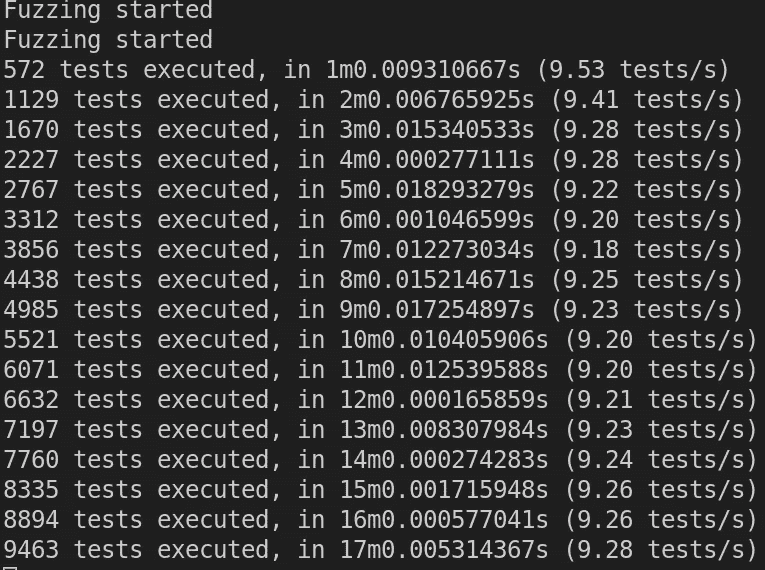 Fuzzing started
Fuzzing started
572 tests executed, in 1m0.009310667s (9.53 tests/s)
1129 tests executed, in 2m0.006765925s (9.41 tests/s)
1670 tests executed, in 3m0.015340533s (9.28 tests/s)
2227 tests executed, in 4m0.000277111s (9.28 tests/s)
2767 tests executed, in 5m0.018293279s (9.22 tests/s)
3312 tests executed, in 6m0.001046599s (9.20 tests/s)
3856 tests executed, in 7m0.012273034s (9.18 tests/s)
4438 tests executed, in 8m0.015214671s (9.25 tests/s)
4985 tests executed, in 9m0.017254897s (9.23 tests/s)
5521 tests executed, in 10m0.010405906s (9.20 tests/s)
6071 tests executed, in 11m0.012539588s (9.20 tests/s)
6632 tests executed, in 12m0.000165859s (9.21 tests/s)
7197 tests executed, in 13m0.008307984s (9.23 tests/s)
7760 tests executed, in 14m0.000274283s (9.24 tests/s)
8335 tests executed, in 15m0.001715948s (9.26 tests/s)
8894 tests executed, in 16m0.000577041s (9.26 tests/s)
9463 tests executed, in 17m0.005314367s (9.28 tests/s)